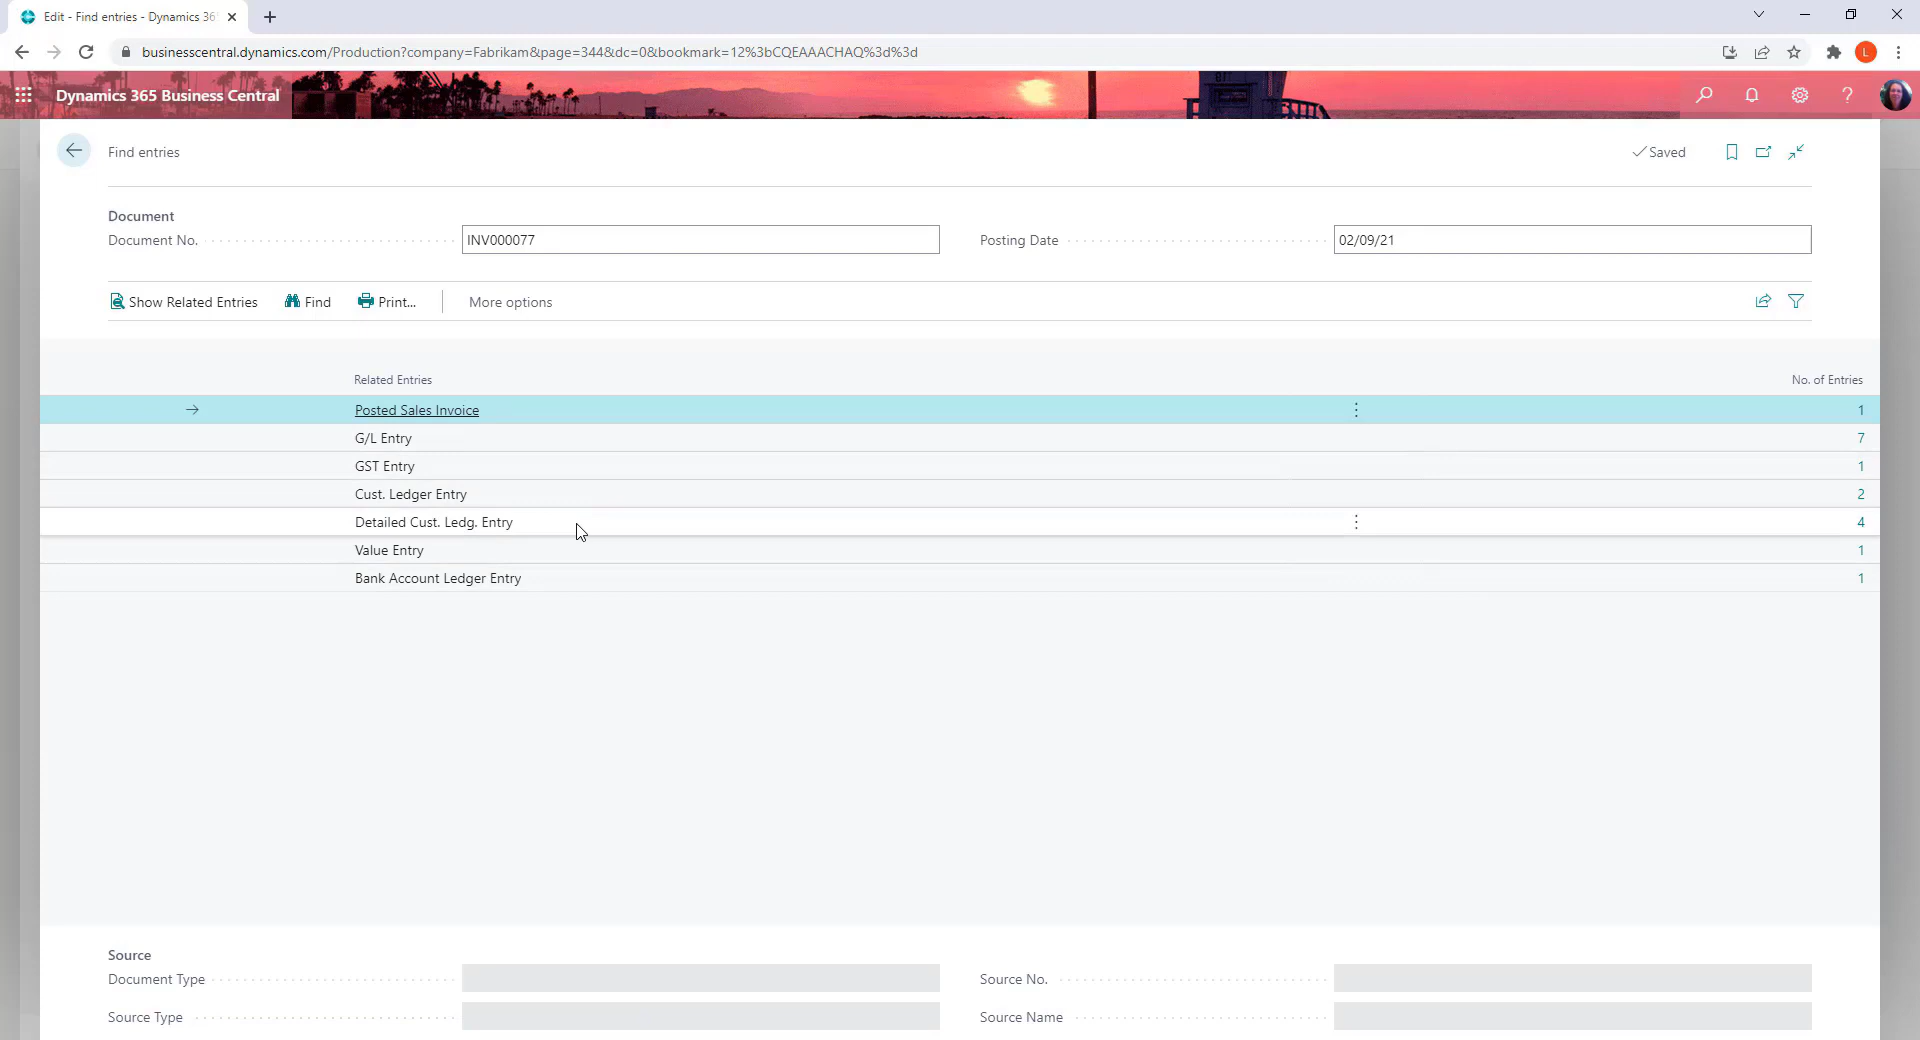 Edit - Find entries - Dynamics 36
businesscentral.dynamics.com/Production?company=Fabrikam&page=344&dc=0&bookmark=12%3bCQEAAACHAQ%3d%3d
L
Dynamics 365 Business Central
?
Find entries
Saved
Document
Document No.
INV000077
Posting Date
02/09/21
Show Related Entries
Find
Print...
More options
Related Entries
No. of Entries
Posted Sales Invoice
1
G/L Entry
7
GST Entry
1
Cust. Ledger Entry
2
Detailed Cust. Ledg. Entry
4
Value Entry
1
Bank Account Ledger Entry
1
Source
Document Type
Source No.
Source Type
Source Name